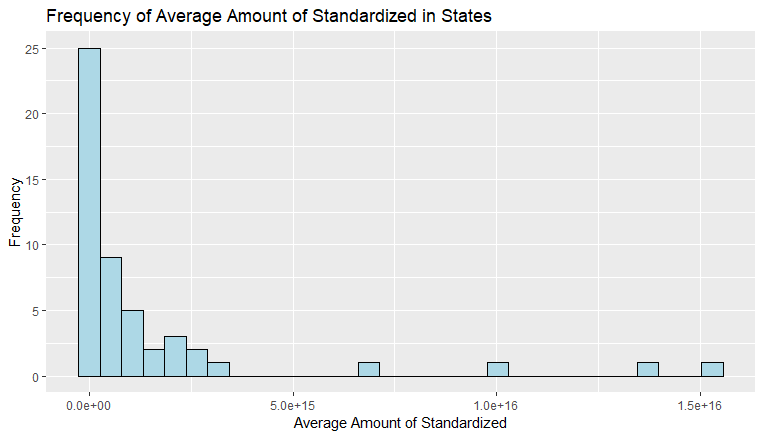 Frequency of Average Amount of Standardized in States
Frequency
25
20
15
10
5
0
0.0e+00 5.0e+15 1.0e+16 1.5e+16
Average Amount of Standardized